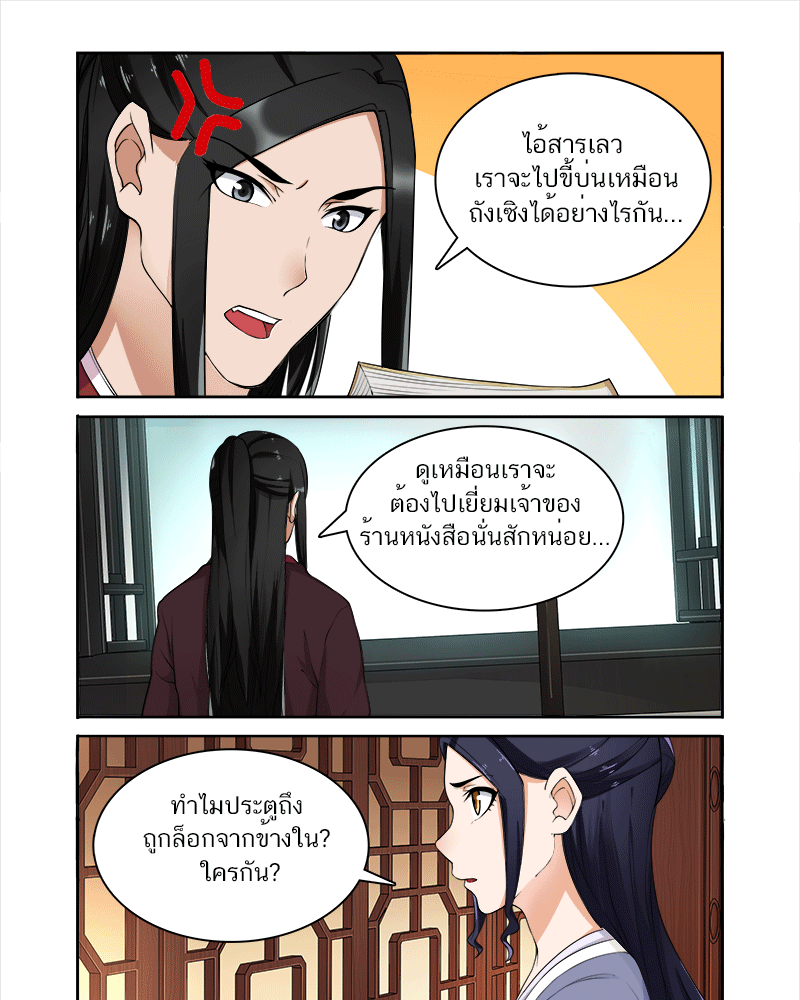 ไอ้สารเลว
เราจะไปขี้บ่นเหมือน
ถังเซิงได้อย่างไรกัน...
ดูเหมือนเราจะ
ต้องไปเยี่ยมเจ้าของ
ร้านหนังสือนั่นสักหน่อย...
ทำไมประตูถึง
ถูกล็อกจากข้างใน?
ใครกัน?